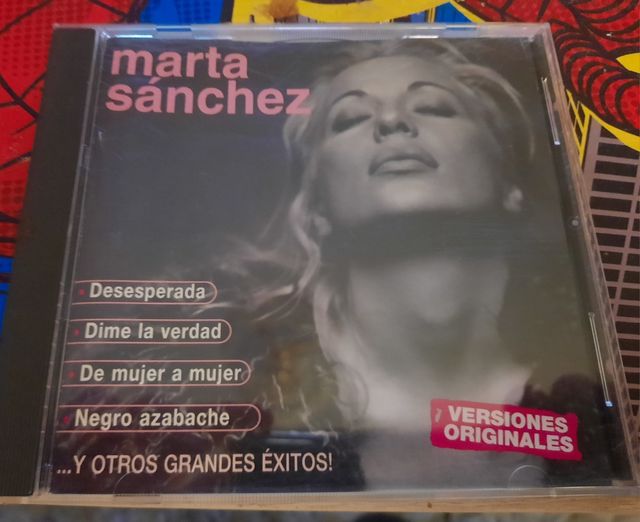 marta
sánchez
Desesperada
Dime la verdad
De mujer a mujer
Negro azabache
...Y OTROS GRANDES ÉXITOS!
VERSIONES
ORIGINALES